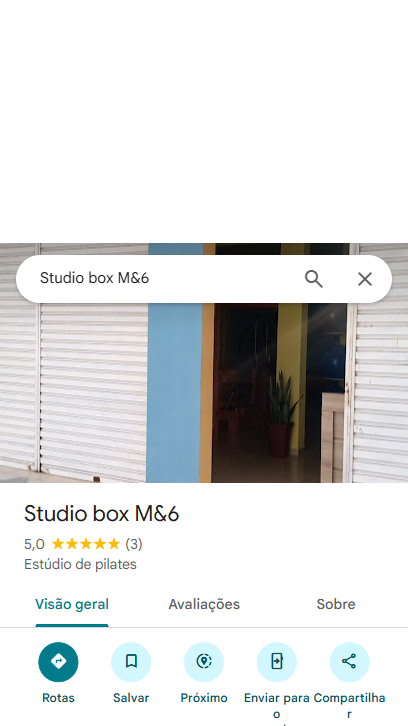 Studio box M&6
Studio box M&6
5,0 ★★★★★ (3)
Estúdio de pilates
Visão geral
Avaliações
Sobre
Rotas
Salvar
Próximo
Enviar para
o
Compartilha
r